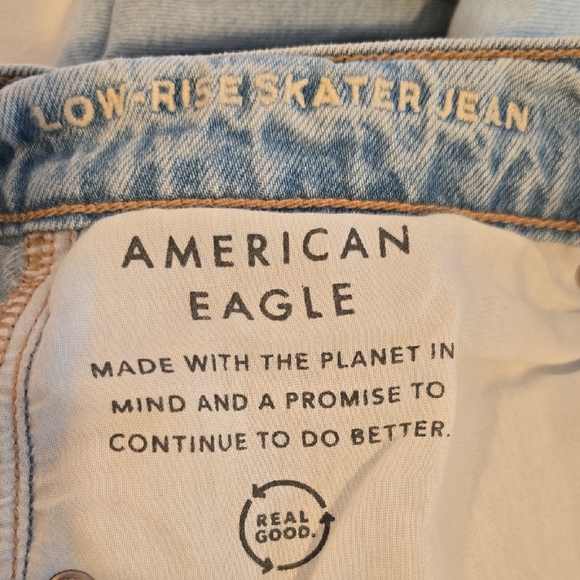 LOW-RISE SKATER JEAN
AMERICAN
EAGLE
MADE WITH THE PLANET IN
MIND AND A PROMISE TO
CONTINUE TO DO BETTER.
REAL
GOOD.